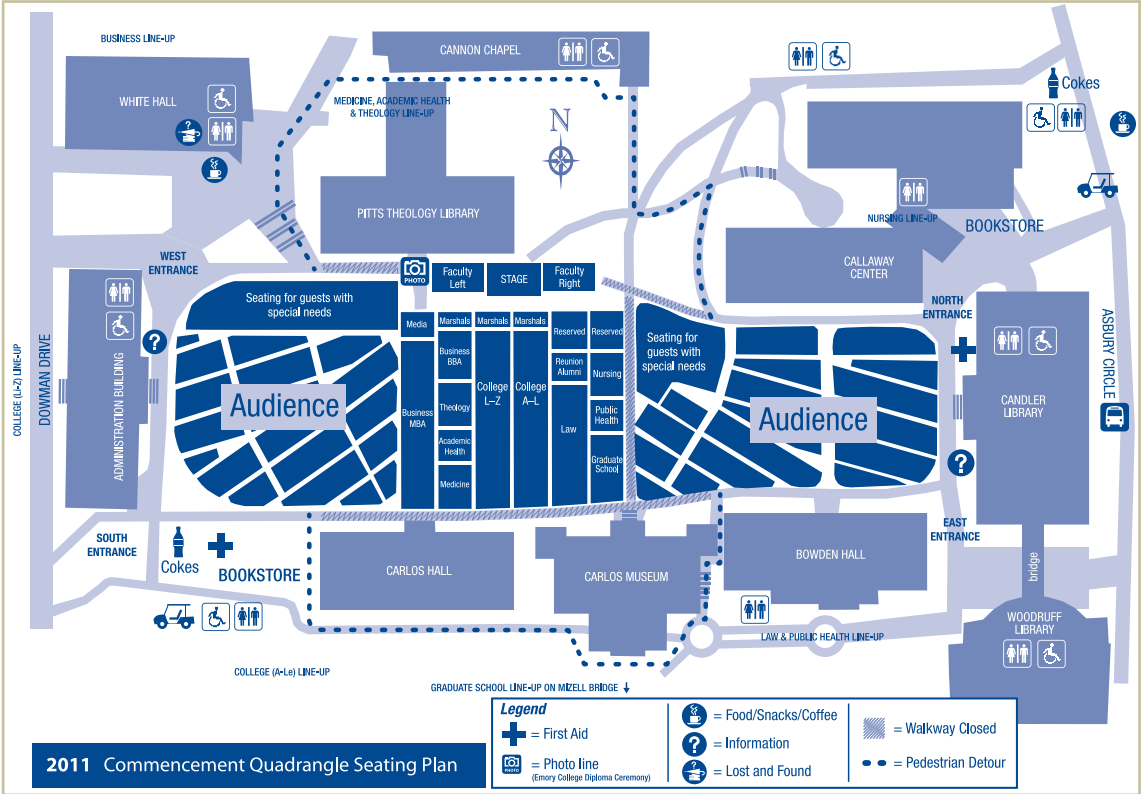 BUSINESS LINE-UP
CANNON CHAPEL
WHITE HALL
MEDICINE, ACADEMIC HEALTH
& THEOLOGY LINE-UP
N
Cokes
PITTS THEOLOGY LIBRARY
NURSING LINE-UP
BOOKSTORE
CALLAWAY
CENTER
WEST
ENTRANCE
PHOTO
Faculty
Left
STAGE
Faculty
Right
NORTH
ENTRANCE
Seating for guests with
special needs
Media
Marshals
Marshals
Marshals
Reserved
Reserved
Seating for
guests with
special needs
Business
BBA
Reunion
Alumni
Nursing
College
L–Z
College
A–L
Audience
Audience
Business
MBA
Theology
Law
Public
Health
Academic
Health
Graduate
School
Medicine
COLLEGE (L-Z) LINE-UP
DOWMAN DRIVE
ADMINISTRATION BUILDING
?
?
?
CANDLER
LIBRARY
ASBURY CIRCLE
SOUTH
ENTRANCE
Cokes
BOOKSTORE
CARLOS HALL
CARLOS MUSEUM
BOWDEN HALL
EAST
ENTRANCE
bridge
WOODRUFF
LIBRARY
LAW & PUBLIC HEALTH LINE-UP
COLLEGE (A-Le) LINE-UP
GRADUATE SCHOOL LINE-UP ON MIZELL BRIDGE ↓
Legend
= First Aid
PHOTO
= Photo line
(Emory College Diploma Ceremony)
= Food/Snacks/Coffee
?
= Information
?
= Lost and Found
= Walkway Closed
= Pedestrian Detour
2011 Commencement Quadrangle Seating Plan